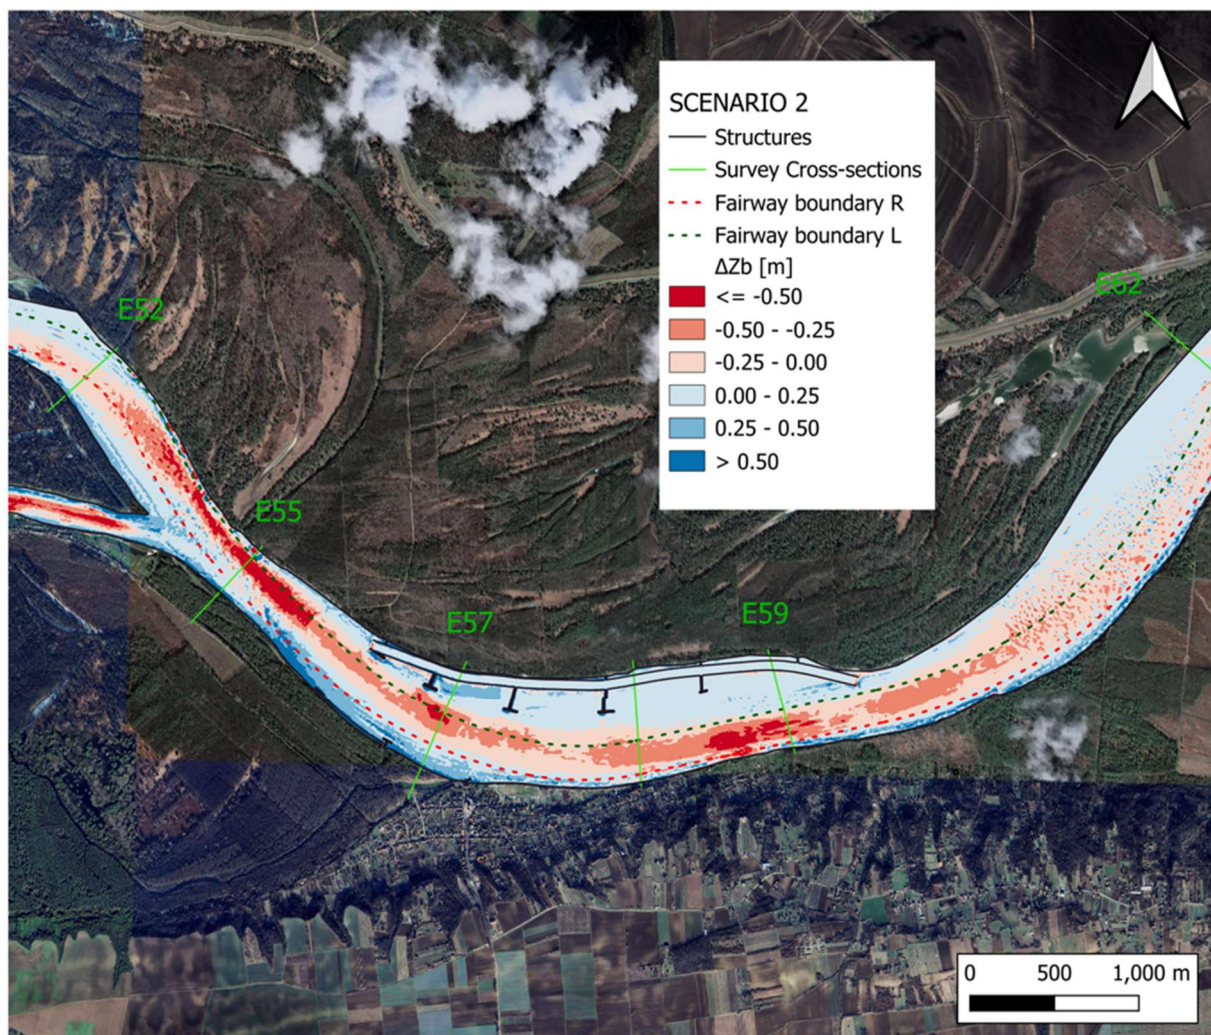 SCENARIO 2
Structures
Survey Cross-sections
Fairway boundary R
Fairway boundary L
ΔZb [m]
<= -0.50
-0.50 - -0.25
-0.25 - 0.00
0.00 - 0.25
0.25 - 0.50
> 0.50
E62
E52
E55
E57
E59
0 500 1,000 m